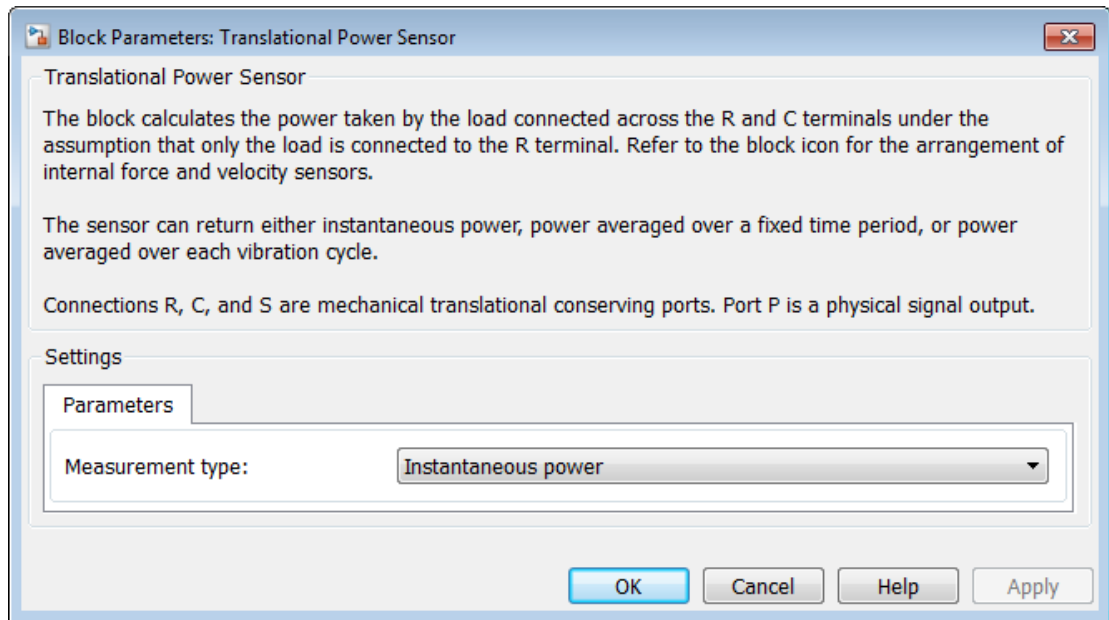 Block Parameters: Translational Power Sensor
Translational Power Sensor
The block calculates the power taken by the load connected across the R and C terminals under the
assumption that only the load is connected to the R terminal. Refer to the block icon for the arrangement of
internal force and velocity sensors.
The sensor can return either instantaneous power, power averaged over a fixed time period, or power
averaged over each vibration cycle.
Connections R, C, and S are mechanical translational conserving ports. Port P is a physical signal output.
Settings
Parameters
Measurement type: Instantaneous power
OK Cancel Help Apply